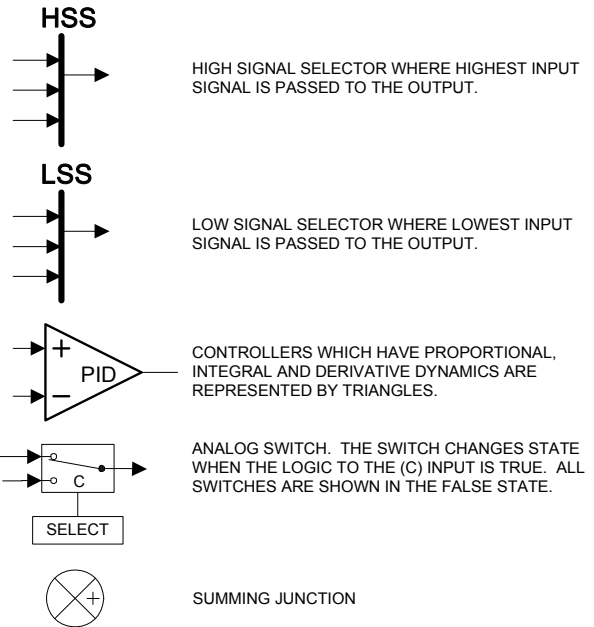 HSS
HIGH SIGNAL SELECTOR WHERE HIGHEST INPUT
SIGNAL IS PASSED TO THE OUTPUT.
LSS
LOW SIGNAL SELECTOR WHERE LOWEST INPUT
SIGNAL IS PASSED TO THE OUTPUT.
+
PID
−
CONTROLLERS WHICH HAVE PROPORTIONAL,
INTEGRAL AND DERIVATIVE DYNAMICS ARE
REPRESENTED BY TRIANGLES.
C
SELECT
ANALOG SWITCH. THE SWITCH CHANGES STATE
WHEN THE LOGIC TO THE (C) INPUT IS TRUE. ALL
SWITCHES ARE SHOWN IN THE FALSE STATE.
+
SUMMING JUNCTION